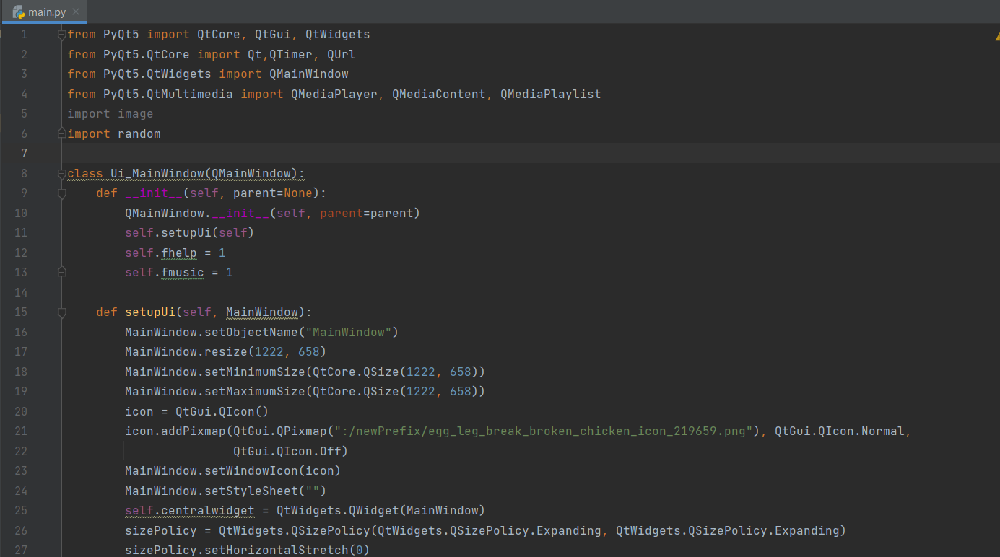 main.py
1 from PyQt5 import QtCore, QtGui, QtWidgets
2 from PyQt5.QtCore import Qt,QTimer, QUrl
3 from PyQt5.QtWidgets import QMainWindow
4 from PyQt5.QtMultimedia import QMediaPlayer, QMediaContent, QMediaPlaylist
5 import image
6 import random
7
8 class Ui_MainWindow(QMainWindow):
9     def __init__(self, parent=None):
10         QMainWindow.__init__(self, parent=parent)
11         self.setupUi(self)
12         self.fhelp = 1
13         self.fmusic = 1
14
15     def setupUi(self, MainWindow):
16         MainWindow.setObjectName("MainWindow")
17         MainWindow.resize(1222, 658)
18         MainWindow.setMinimumSize(QtCore.QSize(1222, 658))
19         MainWindow.setMaximumSize(QtCore.QSize(1222, 658))
20         icon = QtGui.QIcon()
21         icon.addPixmap(QtGui.QPixmap(":/newPrefix/egg_leg_break_broken_chicken_icon_219659.png"), QtGui.QIcon.Normal,
22                        QtGui.QIcon.Off)
23         MainWindow.setWindowIcon(icon)
24         MainWindow.setStyleSheet("")
25         self.centralwidget = QtWidgets.QWidget(MainWindow)
26         sizePolicy = QtWidgets.QSizePolicy(QtWidgets.QSizePolicy.Expanding, QtWidgets.QSizePolicy.Expanding)
27         sizePolicy.setHorizontalStretch(0)